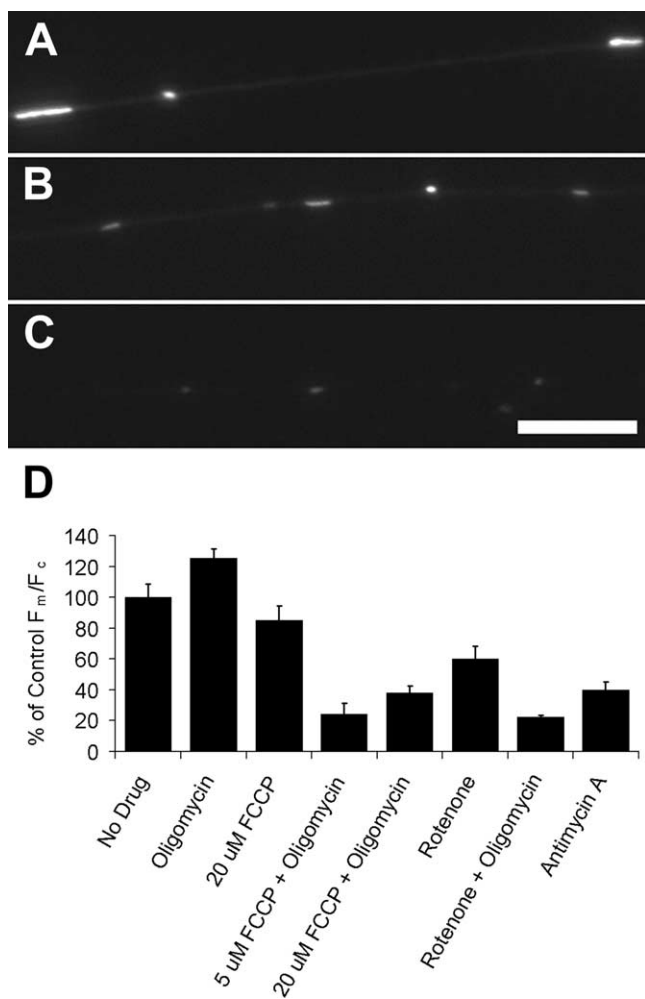 A
B
C
D
140
120
100
80
60
40
20
0
% of Control Fm/Fc
No Drug
Oligomycin
20 uM FCCP
5 uM FCCP + Oligomycin
20 uM FCCP + Oligomycin
Rotenone
Rotenone + Oligomycin
Antimycin A